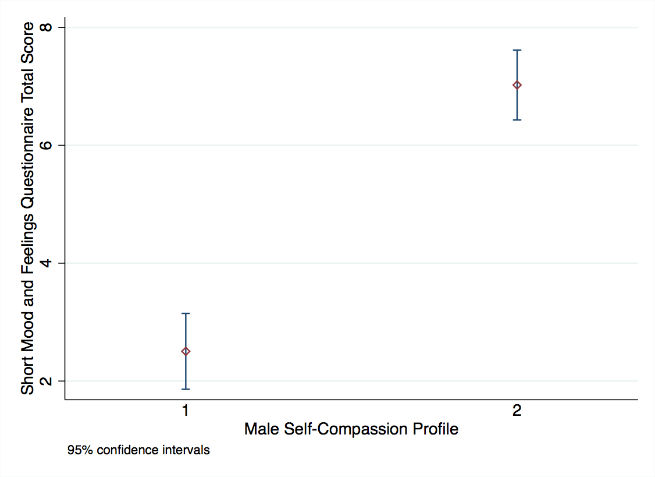 Short Mood and Feelings Questionnaire Total Score
8
6
4
2
1 2
Male Self-Compassion Profile
95% confidence intervals